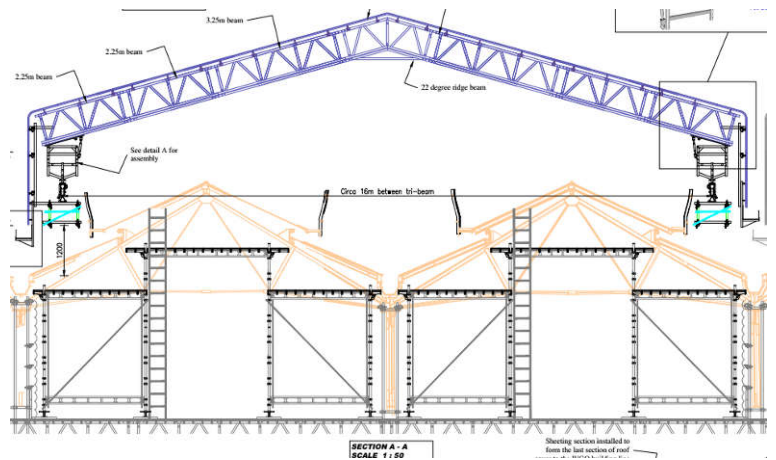 3.25m beam
2.25m beam
2.25m beam
22 degree ridge beam
See detail A for
assembly
Circa 16m between tri-beam
1200
SECTION A - A
SCALE 1 : 50
Sheeting section installed to
form the last section of roof